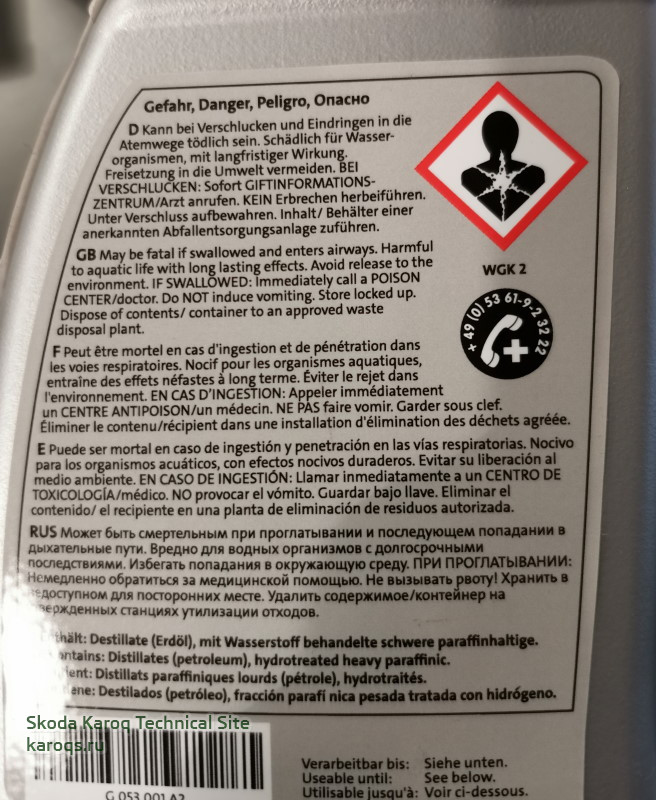 Gefahr, Danger, Peligro, Опасно
D Kann bei Verschlucken und Eindringen in die
Atemwege tödlich sein. Schädlich für Wasser-
organismen, mit langfristiger Wirkung.
Freisetzung in die Umwelt vermeiden. BEI
VERSCHLUCKEN: Sofort GIFTINFORMATIONS-
ZENTRUM/Arzt anrufen. KEIN Erbrechen herbeiführen.
Unter Verschluss aufbewahren. Inhalt/ Behälter einer
anerkannten Abfallentsorgungsanlage zuführen.
GB May be fatal if swallowed and enters airways. Harmful
to aquatic life with long lasting effects. Avoid release to the
environment. IF SWALLOWED: Immediately call a POISON
CENTER/doctor. Do NOT induce vomiting. Store locked up.
Dispose of contents/ container to an approved waste
disposal plant.
WGK 2
+ 49 (0) 53 61-9-2 32 22
F Peut être mortel en cas d'ingestion et de pénétration dans
les voies respiratoires. Nocif pour les organismes aquatiques,
entraîne des effets néfastes à long terme. Éviter le rejet dans
l'environnement. EN CAS D'INGESTION: Appeler immédiatement
un CENTRE ANTIPOISON/un médecin. NE PAS faire vomir. Garder sous clef.
Éliminer le contenu/récipient dans une installation d'élimination des déchets agréée.
E Puede ser mortal en caso de ingestión y penetración en las vías respiratorias. Nocivo
para los organismos acuáticos, con efectos nocivos duraderos. Evitar su liberación al
medio ambiente. EN CASO DE INGESTIÓN: Llamar inmediatamente a un CENTRO DE
TOXICOLOGÍA/médico. NO provocar el vómito. Guardar bajo llave. Eliminar el
contenido/ el recipiente en una planta de eliminación de residuos autorizada.
RUS Может быть смертельным при проглатывании и последующем попадании в
дыхательные пути. Вредно для водных организмов с долгосрочными
последствиями. Избегать попадания в окружающую среду. ПРИ ПРОГЛАТЫВАНИИ:
Немедленно обратиться за медицинской помощью. Не вызывать рвоту! Хранить в
недоступном для посторонних месте. Удалить содержимое/контейнер на
вержденных станциях утилизации отходов.
thält: Destillate (Erdöl), mit Wasserstoff behandelte schwere paraffinhaltige.
ontains: Distillates (petroleum), hydrotreated heavy paraffinic.
ient: Distillats paraffiniques lourds (pétrole), hydrotraités.
ene: Destilados (petróleo), fracción parafi nica pesada tratada con hidrógeno.
Skoda Karoq Technical Site
karoqs.ru
G 053 001 A2
Verarbeitbar bis: Siehe unten.
Useable until: See below.
Utilisable jusqu'à: Voir ci-dessous.